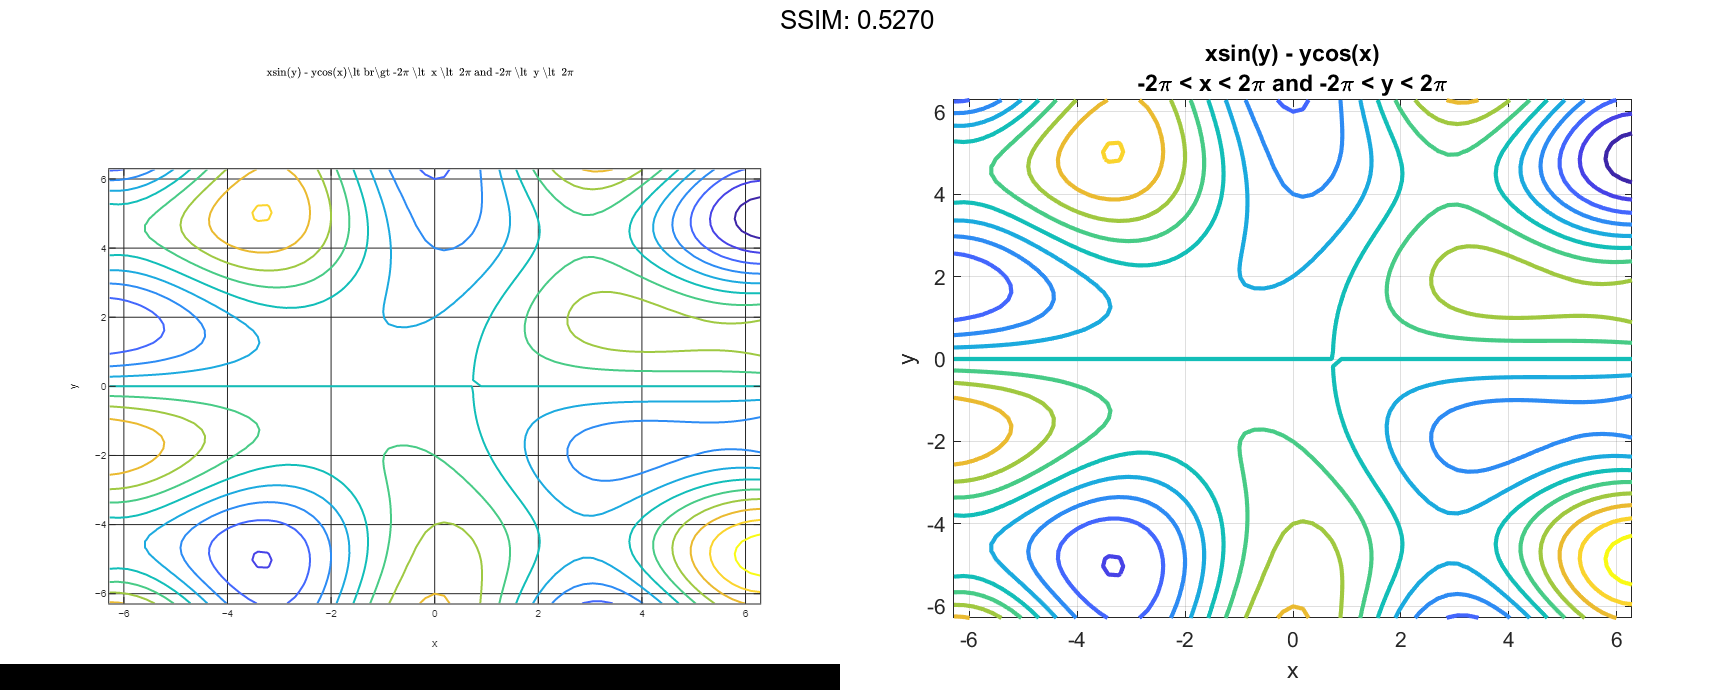 SSIM: 0.5270
xsin(y) - ycos(x)\lt br\gt -2π \lt x \lt 2π and -2π \lt y \lt 2π
6
4
2
0
−2
−4
−6
y
−6 −4 −2 0 2 4 6
x
xsin(y) - ycos(x)
-2π < x < 2π and -2π < y < 2π
6
4
2
0
-2
-4
-6
y
-6 -4 -2 0 2 4 6
x